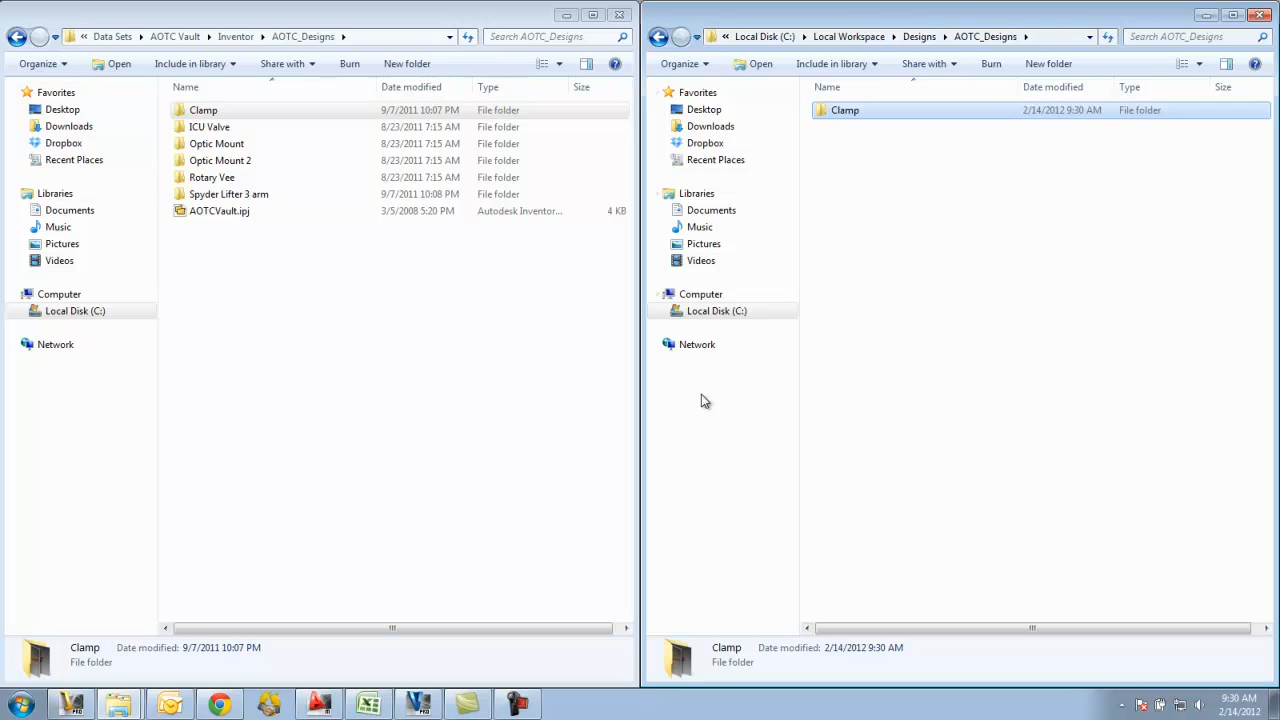 Data Sets ▸ AOTC Vault ▸ Inventor ▸ AOTC_Designs ▸
Search AOTC_Designs
Organize
Open
Include in library
Share with
Burn
New folder
Name
Date modified
Type
Size
Favorites
Desktop
Downloads
Dropbox
Recent Places
Libraries
Documents
Music
Pictures
Videos
Computer
Local Disk (C:)
Network
Clamp 9/7/2011 10:07 PM File folder
ICU Valve 8/23/2011 7:15 AM File folder
Optic Mount 8/23/2011 7:15 AM File folder
Optic Mount 2 8/23/2011 7:15 AM File folder
Rotary Vee 8/23/2011 7:15 AM File folder
Spyder Lifter 3 arm 9/7/2011 10:08 PM File folder
AOTCVault.ipj 3/5/2008 5:20 PM Autodesk Inventor... 4 KB
Clamp Date modified: 9/7/2011 10:07 PM
File folder
Local Disk (C:) ▸ Local Workspace ▸ Designs ▸ AOTC_Designs ▸
Search AOTC_Designs
Organize
Open
Include in library
Share with
Burn
New folder
Name
Date modified
Type
Size
Favorites
Desktop
Downloads
Dropbox
Recent Places
Libraries
Documents
Music
Pictures
Videos
Computer
Local Disk (C:)
Network
Clamp 2/14/2012 9:30 AM File folder
Clamp Date modified: 2/14/2012 9:30 AM
File folder
PRO
PRO
9:30 AM
2/14/2012